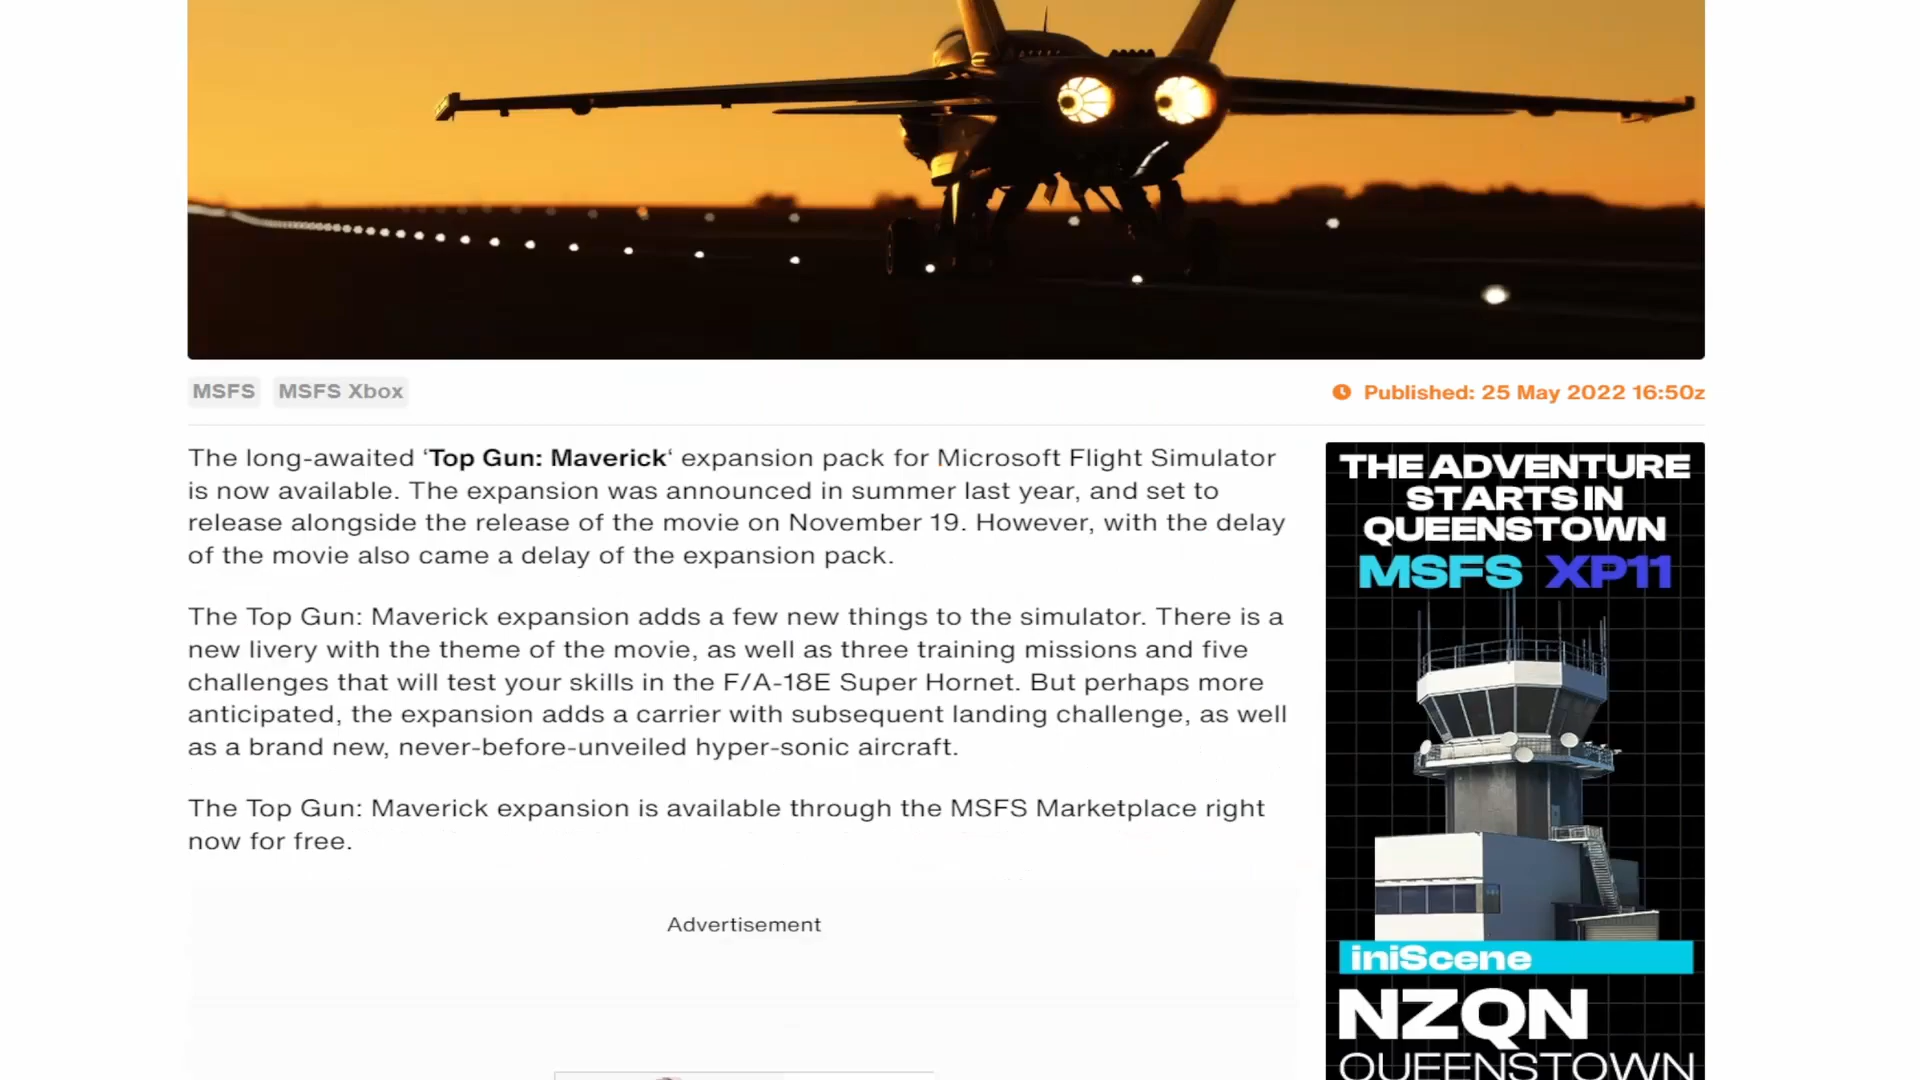 MSFS
MSFS Xbox
Published: 25 May 2022 16:50z
The long-awaited ‘Top Gun: Maverick‘ expansion pack for Microsoft Flight Simulator
is now available. The expansion was announced in summer last year, and set to
release alongside the release of the movie on November 19. However, with the delay
of the movie also came a delay of the expansion pack.
The Top Gun: Maverick expansion adds a few new things to the simulator. There is a
new livery with the theme of the movie, as well as three training missions and five
challenges that will test your skills in the F/A-18E Super Hornet. But perhaps more
anticipated, the expansion adds a carrier with subsequent landing challenge, as well
as a brand new, never-before-unveiled hyper-sonic aircraft.
The Top Gun: Maverick expansion is available through the MSFS Marketplace right
now for free.
Advertisement
THE ADVENTURE
STARTS IN
QUEENSTOWN
MSFS XP11
iniScene
NZQN
QUEENSTOWN